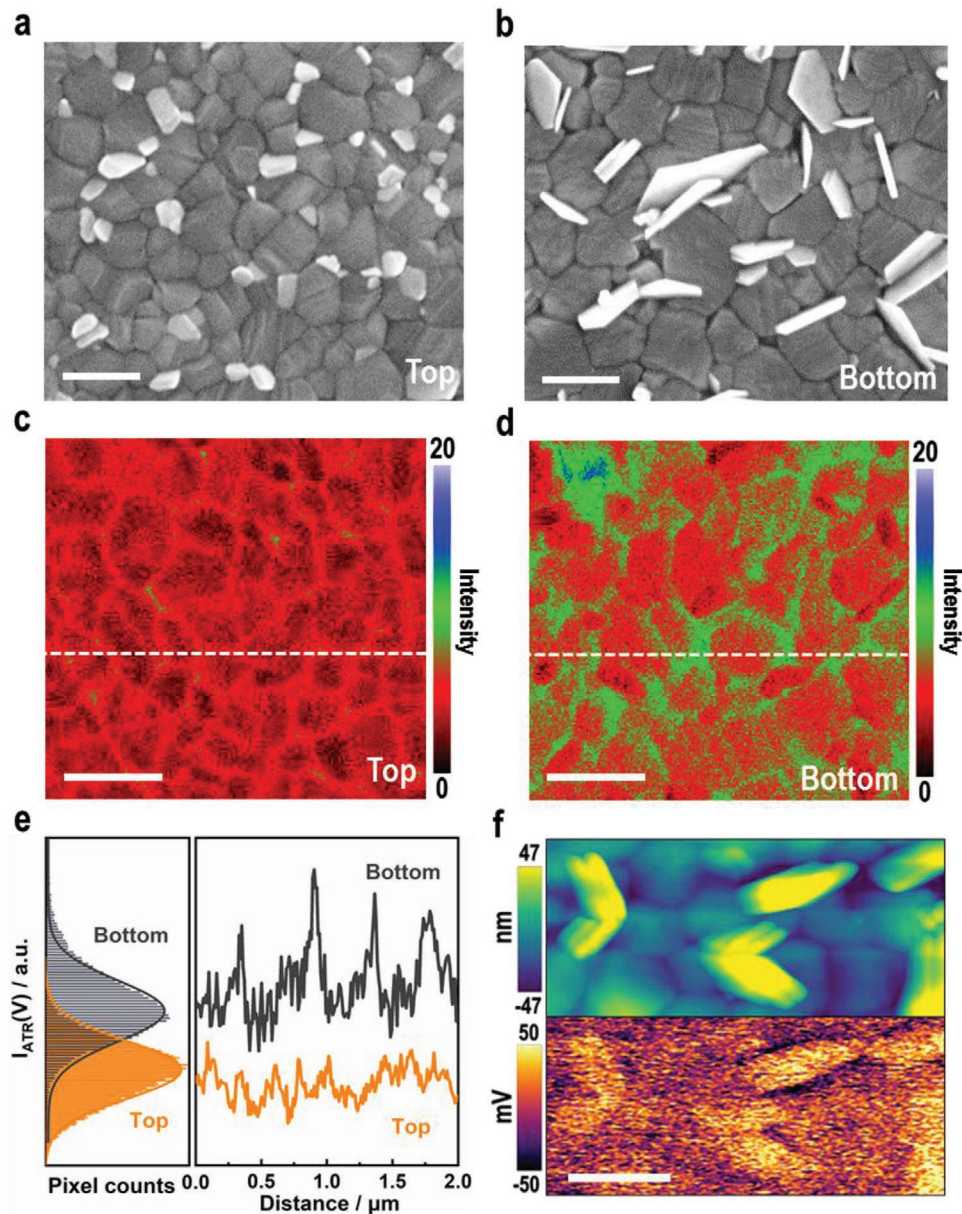 a
b
Top
Bottom
c
d
20
Intensity
0
Top
20
Intensity
0
Bottom
e
f
I_ATR(V) / a.u.
Bottom
Top
Pixel counts
Bottom
Top
0.0 0.5 1.0 1.5 2.0
Distance / µm
47
nm
-47
50
mV
-50